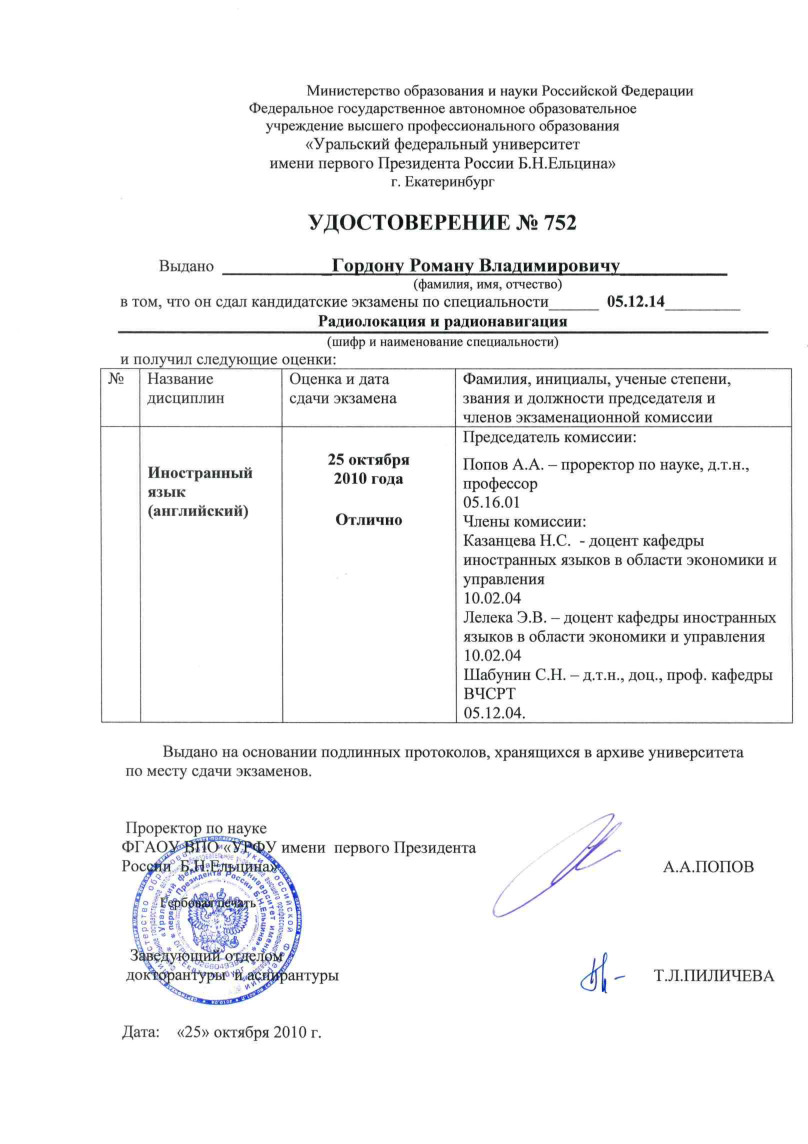 Министерство образования и науки Российской Федерации
Федеральное государственное автономное образовательное
учреждение высшего профессионального образования
«Уральский федеральный университет
имени первого Президента России Б.Н.Ельцина»
г. Екатеринбург
УДОСТОВЕРЕНИЕ № 752
Выдано Гордону Роману Владимировичу
(фамилия, имя, отчество)
в том, что он сдал кандидатские экзамены по специальности 05.12.14
Радиолокация и радионавигация
(шифр и наименование специальности)
и получил следующие оценки:
№
Название
дисциплин
Оценка и дата
сдачи экзамена
Фамилия, инициалы, ученые степени,
звания и должности председателя и
членов экзаменационной комиссии
Иностранный
язык
(английский)
25 октября
2010 года
Отлично
Председатель комиссии:
Попов А.А. – проректор по науке, д.т.н.,
профессор
05.16.01
Члены комиссии:
Казанцева Н.С. - доцент кафедры
иностранных языков в области экономики и
управления
10.02.04
Лелека Э.В. – доцент кафедры иностранных
языков в области экономики и управления
10.02.04
Шабунин С.Н. – д.т.н., доц., проф. кафедры
ВЧСРТ
05.12.04.
Выдано на основании подлинных протоколов, хранящихся в архиве университета
по месту сдачи экзаменов.
Проректор по науке
ФГАОУ ВПО «УРФУ имени первого Президента
России Б.Н.Ельцина»
А.А.ПОПОВ
Гербовая печать
Заведующий отделом
докторантуры и аспирантуры
Т.Л.ПИЛИЧЕВА
Дата: «25» октября 2010 г.